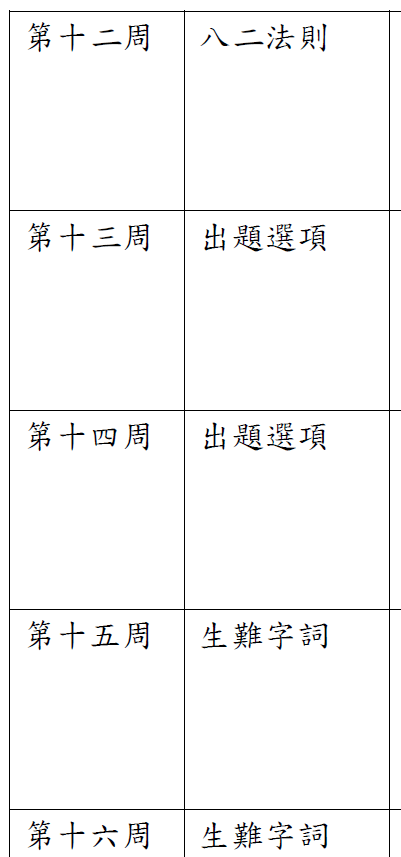 第十二周 八二法則
第十三周 出題選項
第十四周 出題選項
第十五周 生難字詞
第十六周 生難字詞